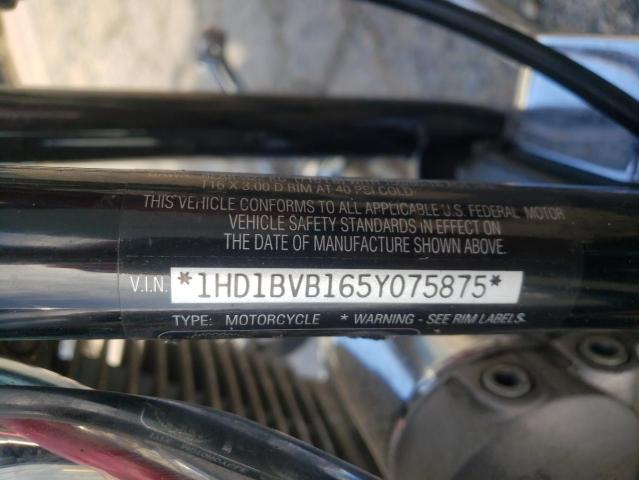 T16 X 3.00 D RIM AT 40 PSI COLD
THIS VEHICLE CONFORMS TO ALL APPLICABLE U.S. FEDERAL MOTOR
VEHICLE SAFETY STANDARDS IN EFFECT ON
THE DATE OF MANUFACTURE SHOWN ABOVE.
V.I.N. *1HD1BVB165Y075875*
TYPE: MOTORCYCLE * WARNING - SEE RIM LABELS.